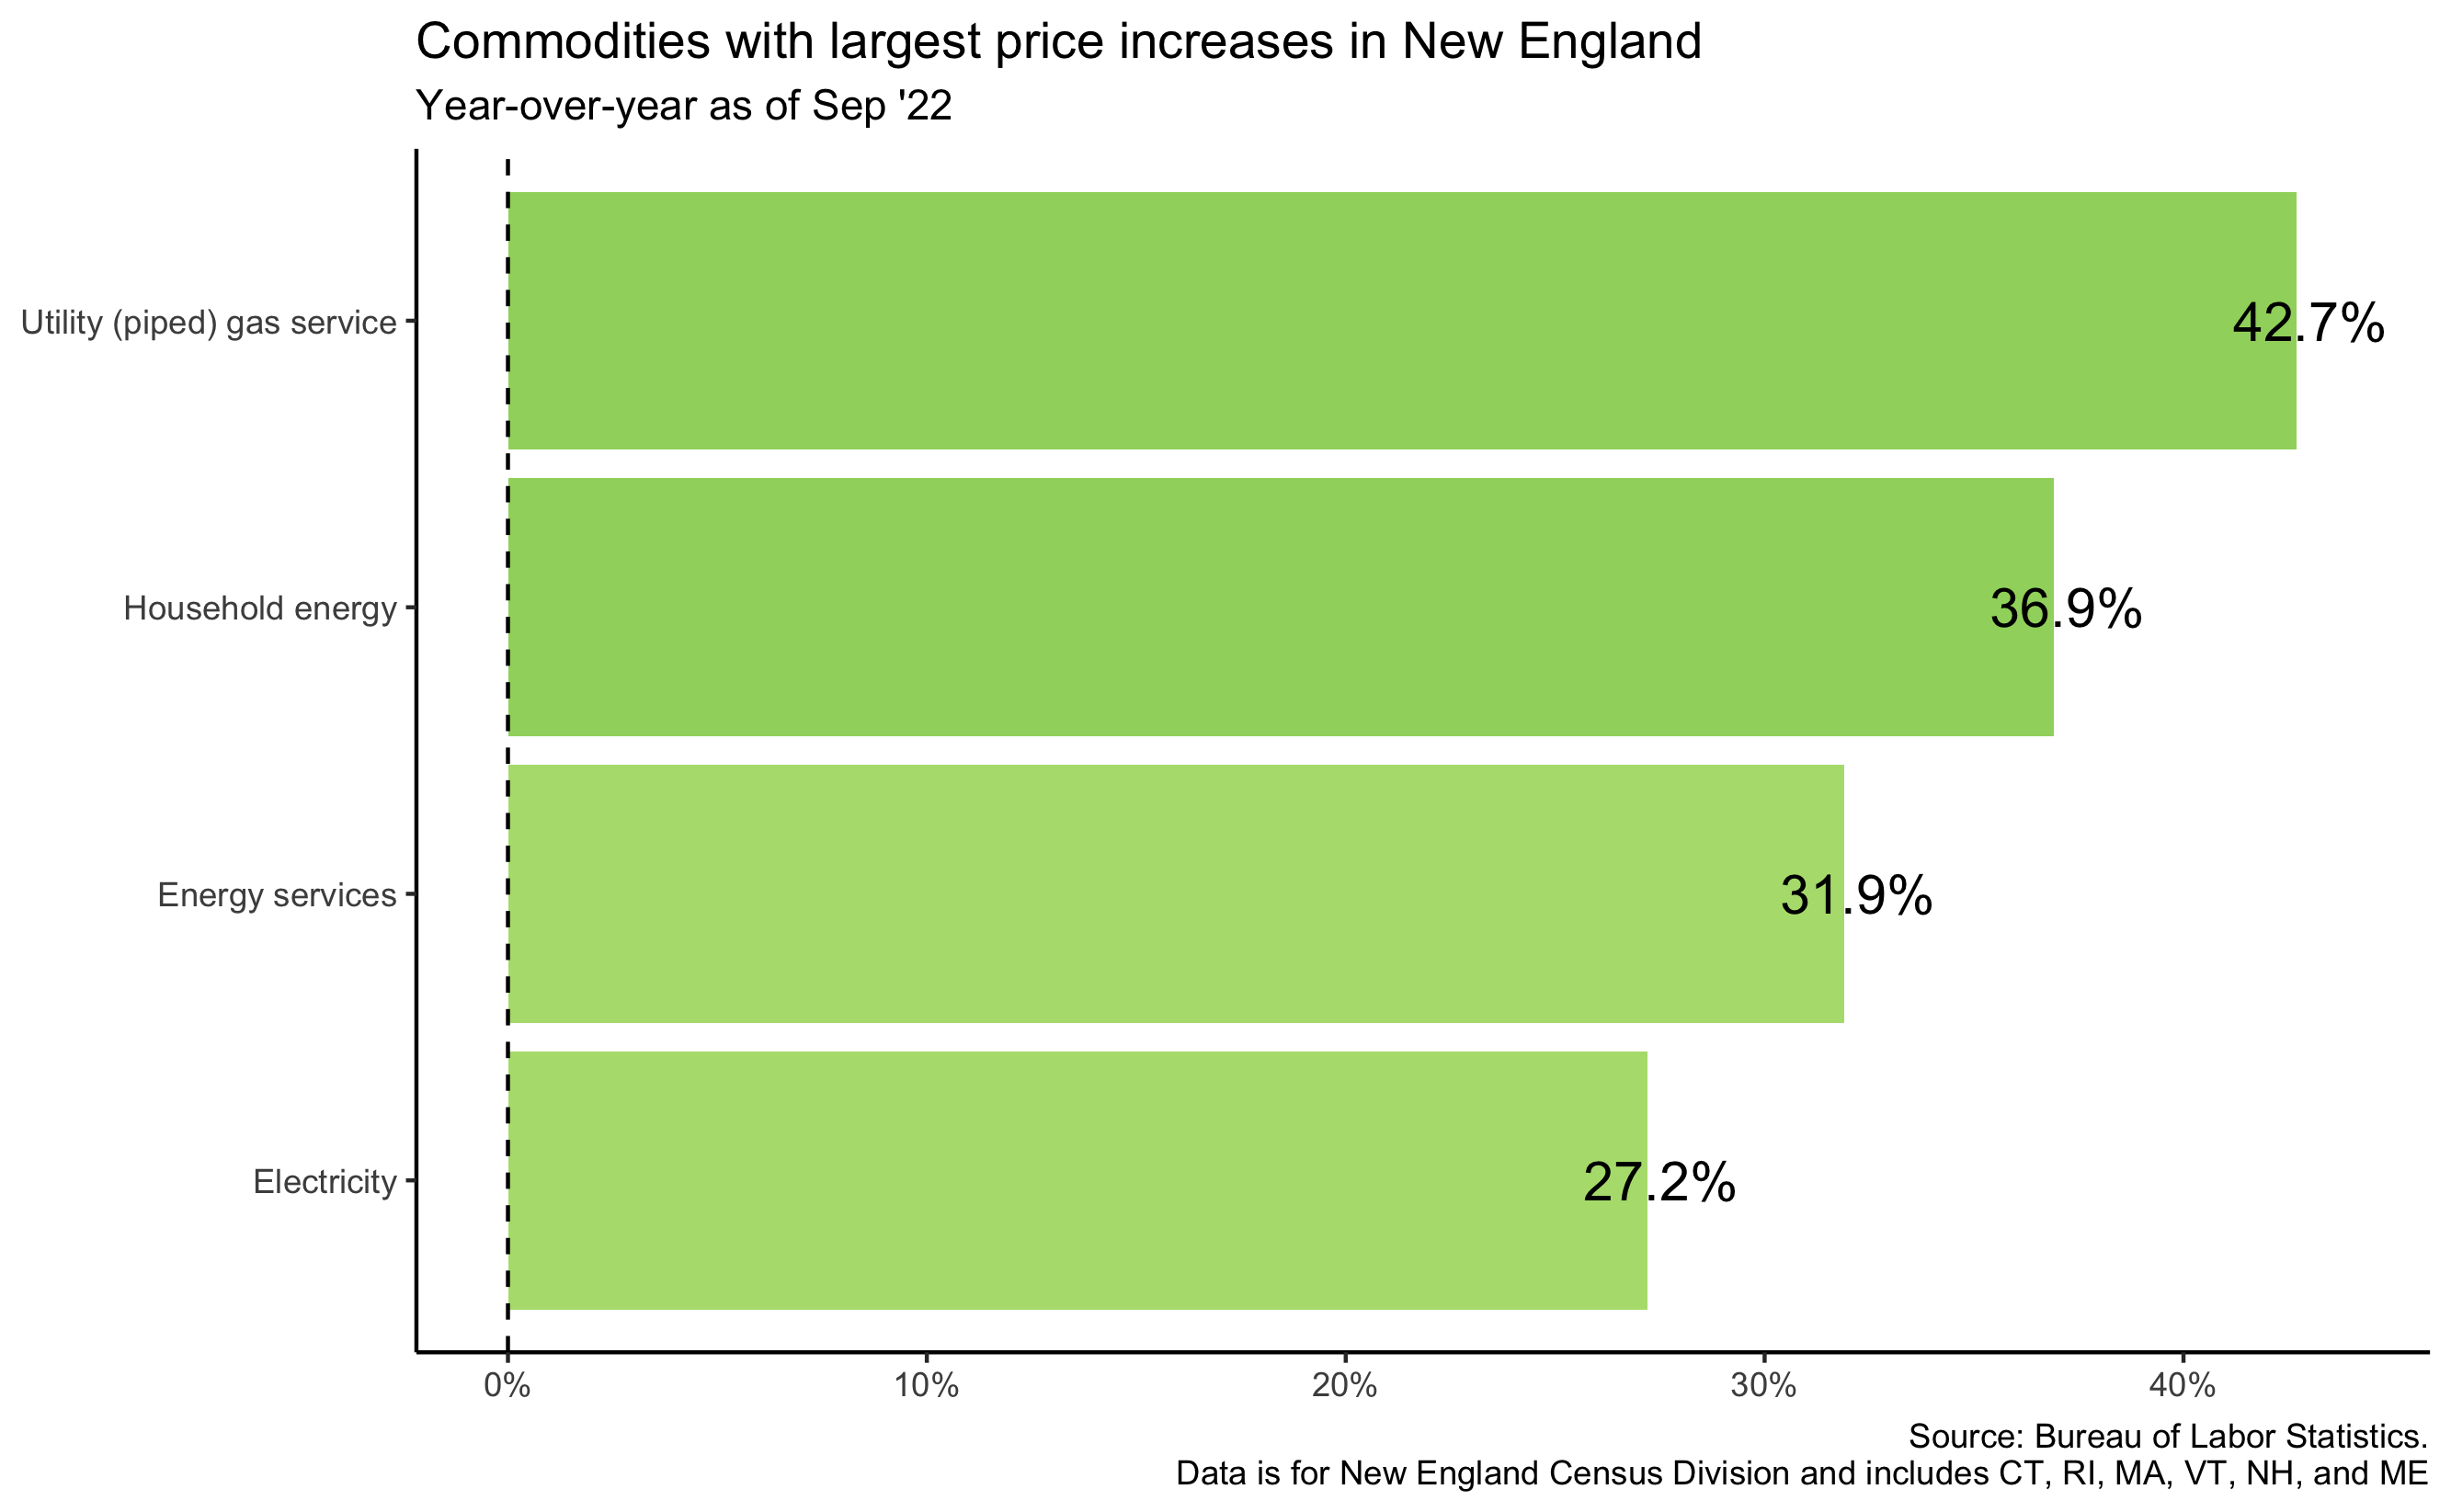 Commodities with largest price increases in New England
Year-over-year as of Sep '22
Utility (piped) gas service
42.7%
Household energy
36.9%
Energy services
31.9%
Electricity
27.2%
0%
10%
20%
30%
40%
Source: Bureau of Labor Statistics.
Data is for New England Census Division and includes CT, RI, MA, VT, NH, and ME